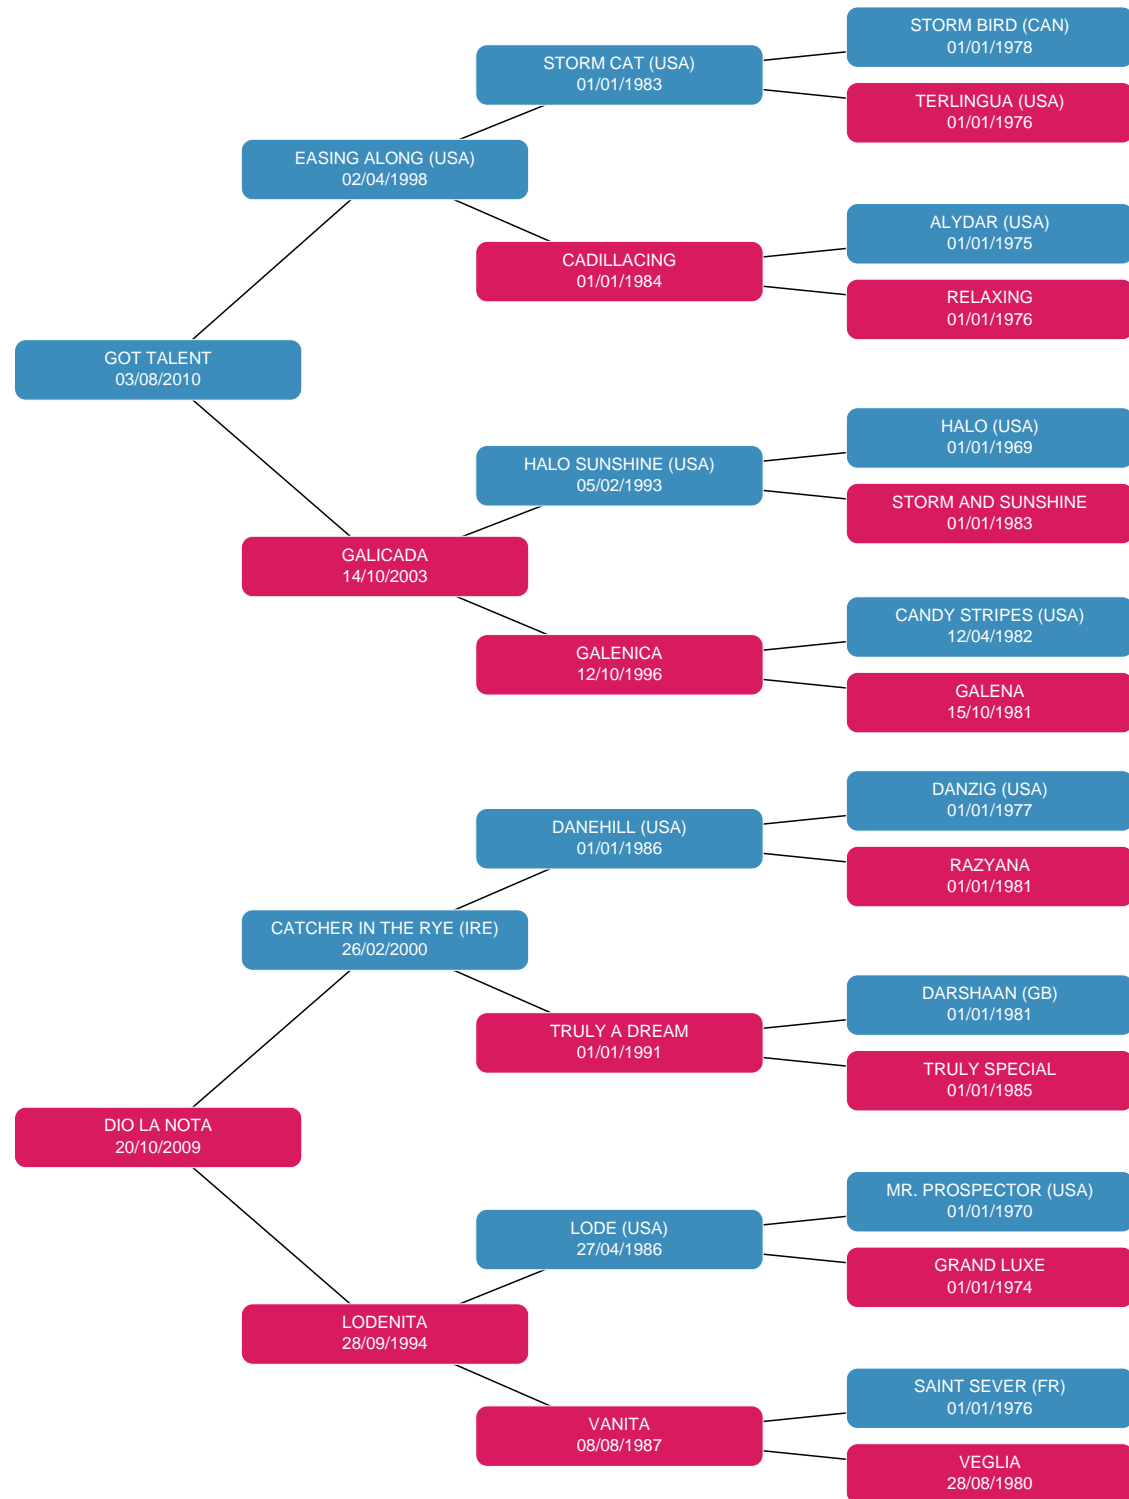 STORM BIRD (CAN)
01/01/1978
STORM CAT (USA)
01/01/1983
TERLINGUA (USA)
01/01/1976
EASING ALONG (USA)
02/04/1998
ALYDAR (USA)
01/01/1975
CADILLACING
01/01/1984
RELAXING
01/01/1976
GOT TALENT
03/08/2010
HALO (USA)
01/01/1969
HALO SUNSHINE (USA)
05/02/1993
STORM AND SUNSHINE
01/01/1983
GALICADA
14/10/2003
CANDY STRIPES (USA)
12/04/1982
GALENICA
12/10/1996
GALENA
15/10/1981
DANZIG (USA)
01/01/1977
DANEHILL (USA)
01/01/1986
RAZYANA
01/01/1981
CATCHER IN THE RYE (IRE)
26/02/2000
DARSHAAN (GB)
01/01/1981
TRULY A DREAM
01/01/1991
TRULY SPECIAL
01/01/1985
DIO LA NOTA
20/10/2009
MR. PROSPECTOR (USA)
01/01/1970
LODE (USA)
27/04/1986
GRAND LUXE
01/01/1974
LODENITA
28/09/1994
SAINT SEVER (FR)
01/01/1976
VANITA
08/08/1987
VEGLIA
28/08/1980